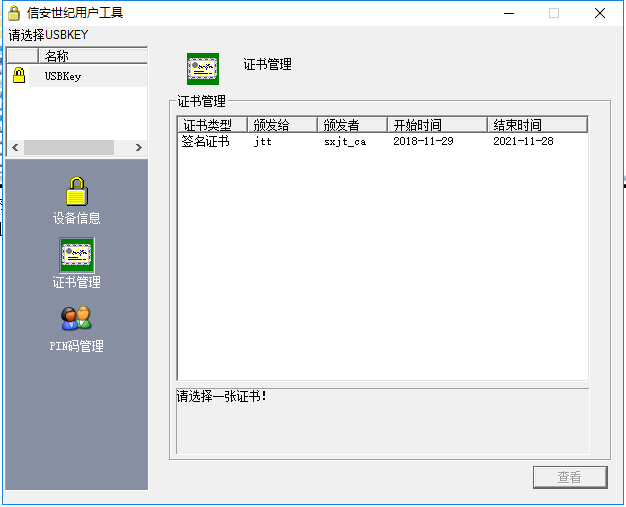 信安世纪用户工具
请选择USBKEY
名称
USBKey
设备信息
证书管理
PIN码管理
证书管理
证书管理
证书类型 颁发给 颁发者 开始时间 结束时间
签名证书 jtt sxjt_ca 2018-11-29 2021-11-28
请选择一张证书!
查看